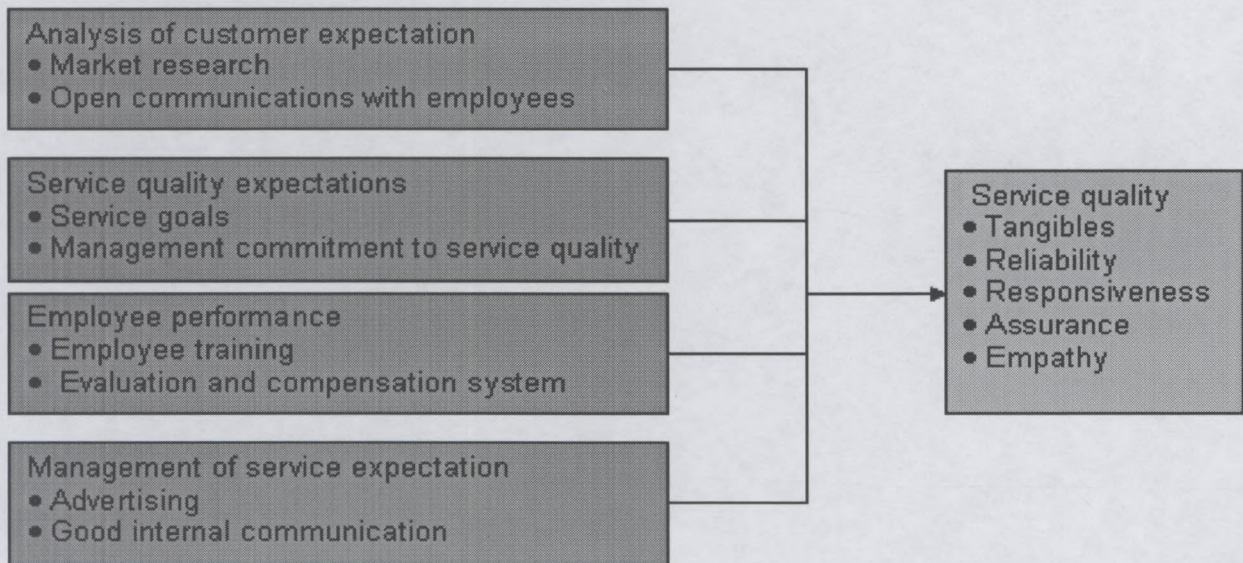 Analysis of customer expectation
• Market research
• Open communications with employees
Service quality expectations
• Service goals
• Management commitment to service quality
Employee performance
• Employee training
• Evaluation and compensation system
Management of service expectation
• Advertising
• Good internal communication
Service quality
• Tangibles
• Reliability
• Responsiveness
• Assurance
• Empathy